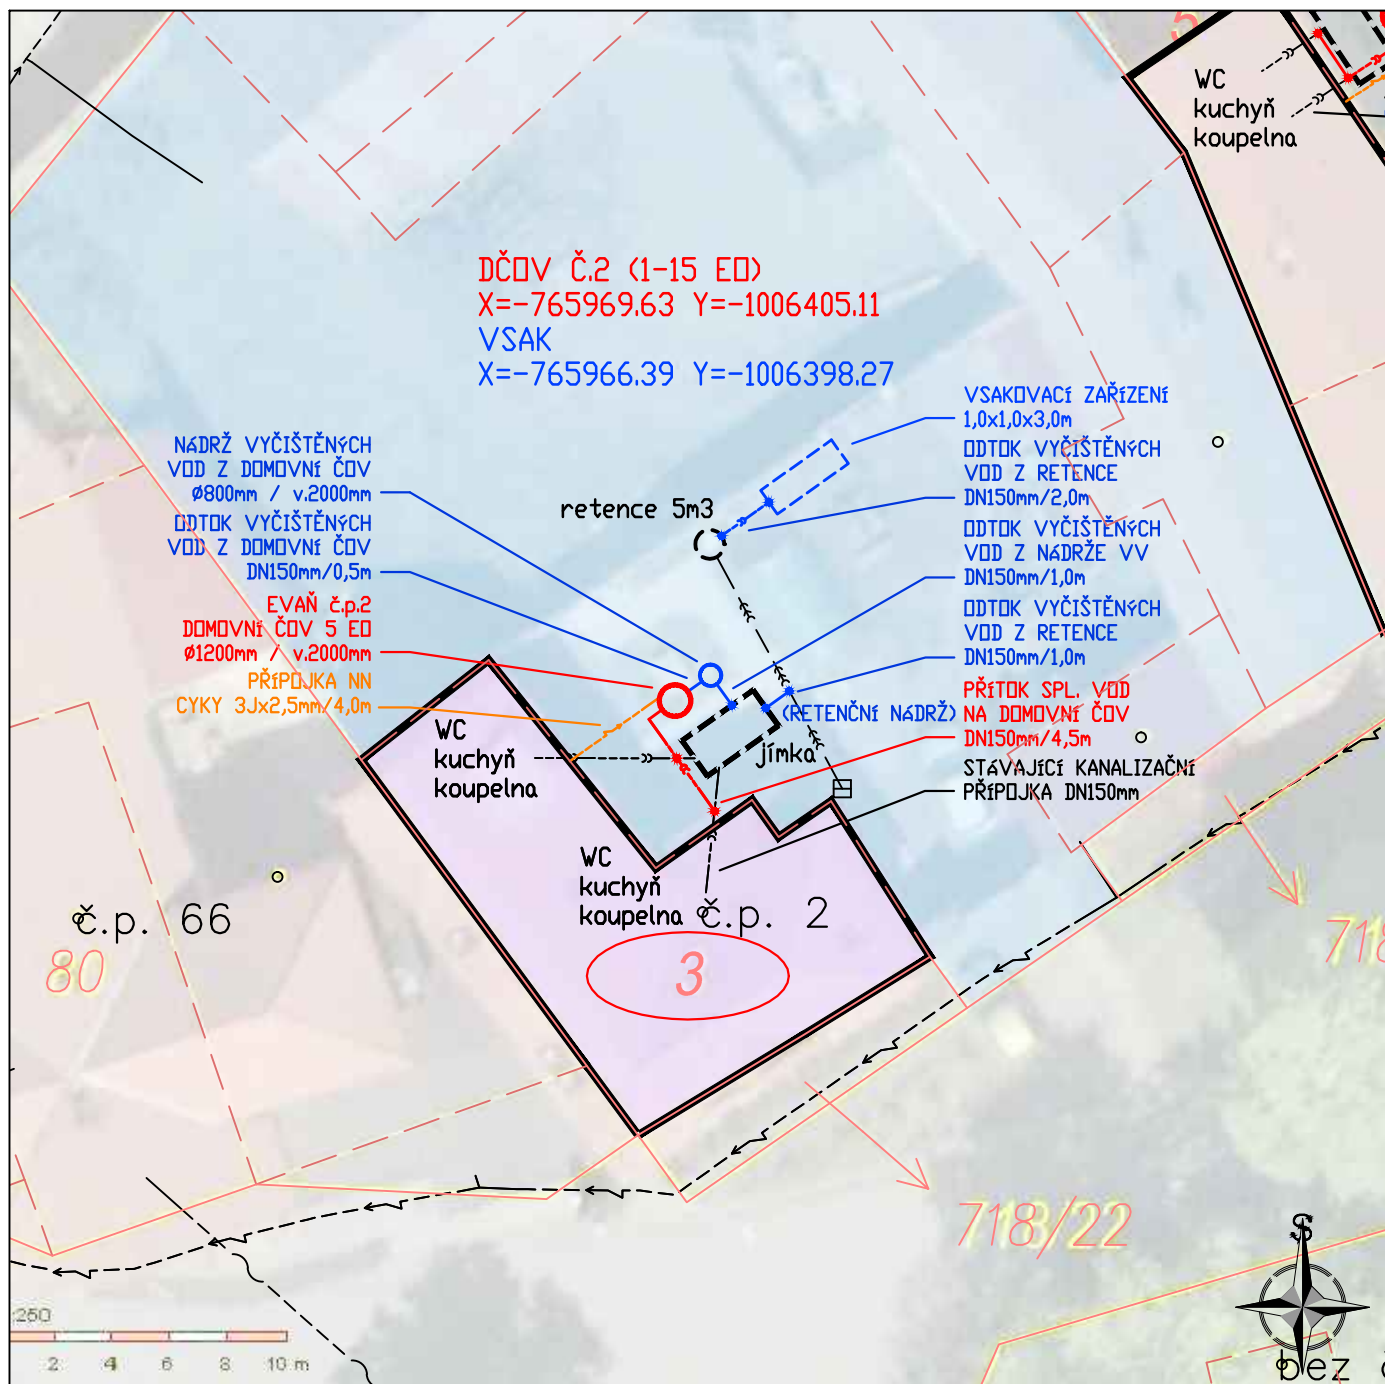 5
WC
kuchyň
koupelna
DČOV Č.2 (1-15 EO)
X=-765969.63 Y=-1006405.11
VSAK
X=-765966.39 Y=-1006398.27
NÁDRŽ VYČIŠTĚNÝCH
VOD Z DOMOVNÍ ČOV
Ø800mm / v.2000mm
ODTOK VYČIŠTĚNÝCH
VOD Z DOMOVNÍ ČOV
DN150mm/0,5m
EVAŇ č.p.2
DOMOVNÍ ČOV 5 EO
Ø1200mm / v.2000mm
PŘÍPOJKA NN
CYKY 3Jx2,5mm/4,0m
retence 5m3
VSAKOVACÍ ZAŘÍZENÍ
1,0x1,0x3,0m
ODTOK VYČIŠTĚNÝCH
VOD Z RETENCE
DN150mm/2,0m
ODTOK VYČIŠTĚNÝCH
VOD Z NÁDRŽE VV
DN150mm/1,0m
ODTOK VYČIŠTĚNÝCH
VOD Z RETENCE
DN150mm/1,0m
(RETENČNÍ NÁDRŽ)
PŘÍTOK SPL. VOD
NA DOMOVNÍ ČOV
DN150mm/4,5m
STÁVAJÍCÍ KANALIZAČNÍ
PŘÍPOJKA DN150mm
WC
kuchyň
koupelna
jímka
WC
kuchyň
koupelna
č.p. 2
3
č.p. 66
80
718
718/22
S
:250
2 4 6 8 10 m
bez